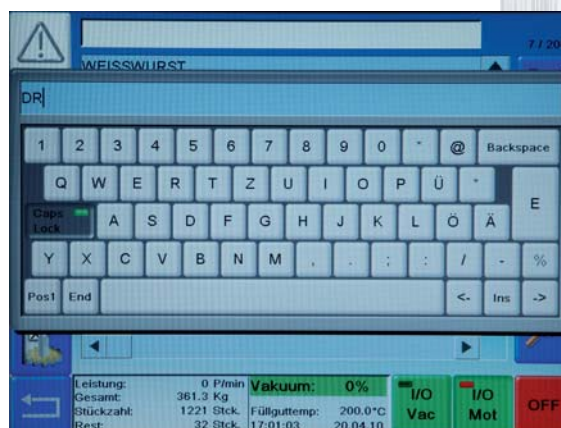 7 / 20
WEISSWURST
DR
1 2 3 4 5 6 7 8 9 0 @ Backspace
Q W E R T Z U I O P Ü E
Caps Lock A S D F G H J K L Ö Ä
Y X C V B N M , . ; : / - %
Pos1 End <- Ins ->
Leistung: 0 P/min
Gesamt: 361.3 Kg
Stückzahl: 1221 Stck.
Rest: 32 Stck.
Vakuum: 0%
Füllguttemp: 200.0°C
17:01:03 20.04.10
I/O Vac
I/O Mot
OFF